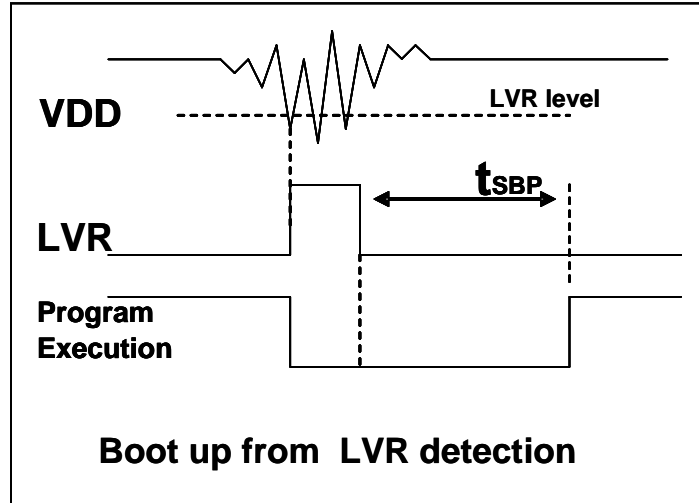 LVR level
VDD
tSBP
LVR
Program
Execution
Boot up from LVR detection